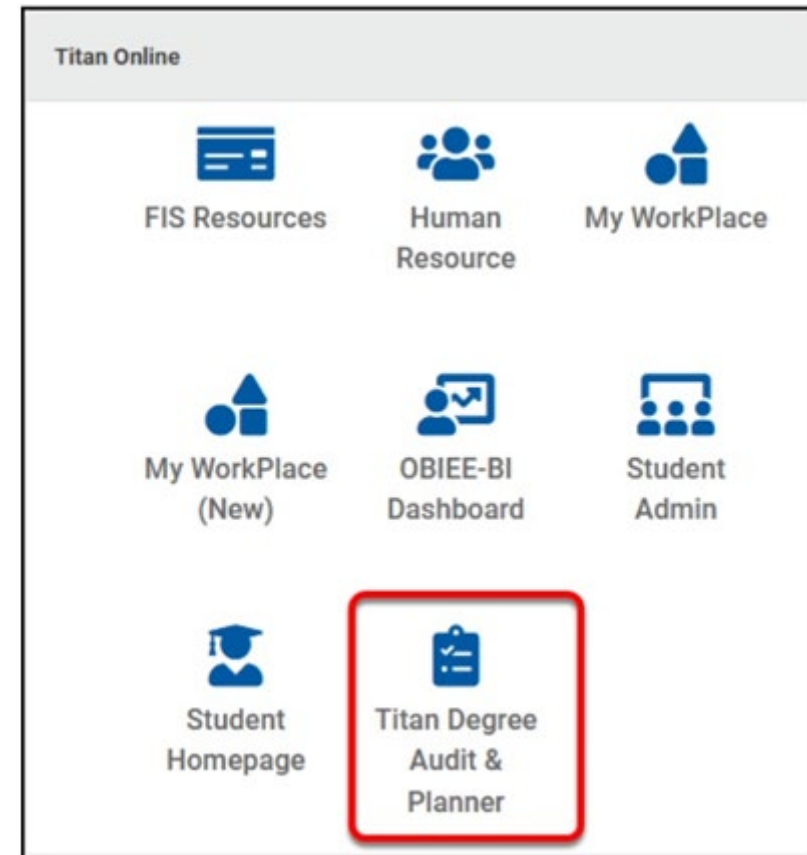 Titan Online
FIS Resources
Human
Resource
My WorkPlace
My WorkPlace
(New)
OBIEE-BI
Dashboard
Student
Admin
Student
Homepage
Titan Degree
Audit &
Planner